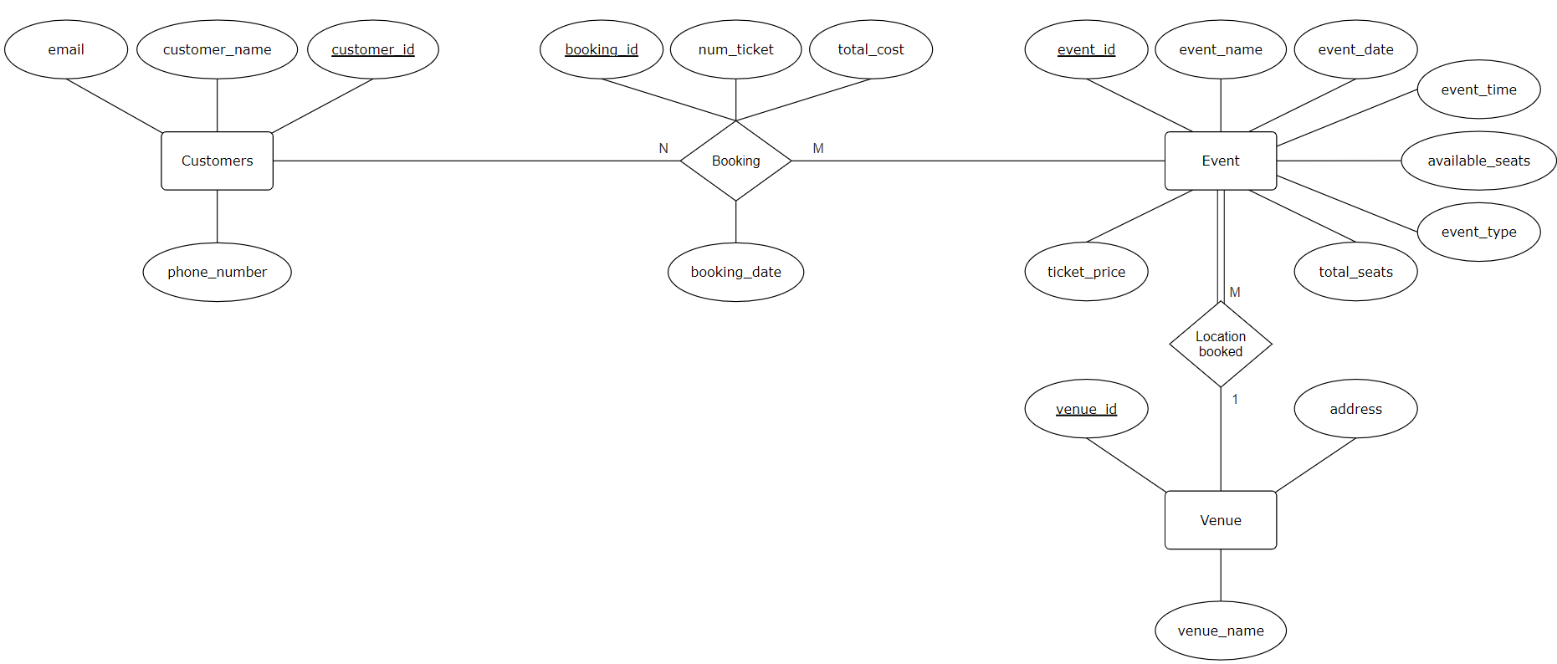 email
customer_name
customer_id
booking_id
num_ticket
total_cost
event_id
event_name
event_date
event_time
Customers
N
Booking
M
Event
available_seats
event_type
phone_number
booking_date
ticket_price
total_seats
M
Location
booked
1
venue_id
address
Venue
venue_name